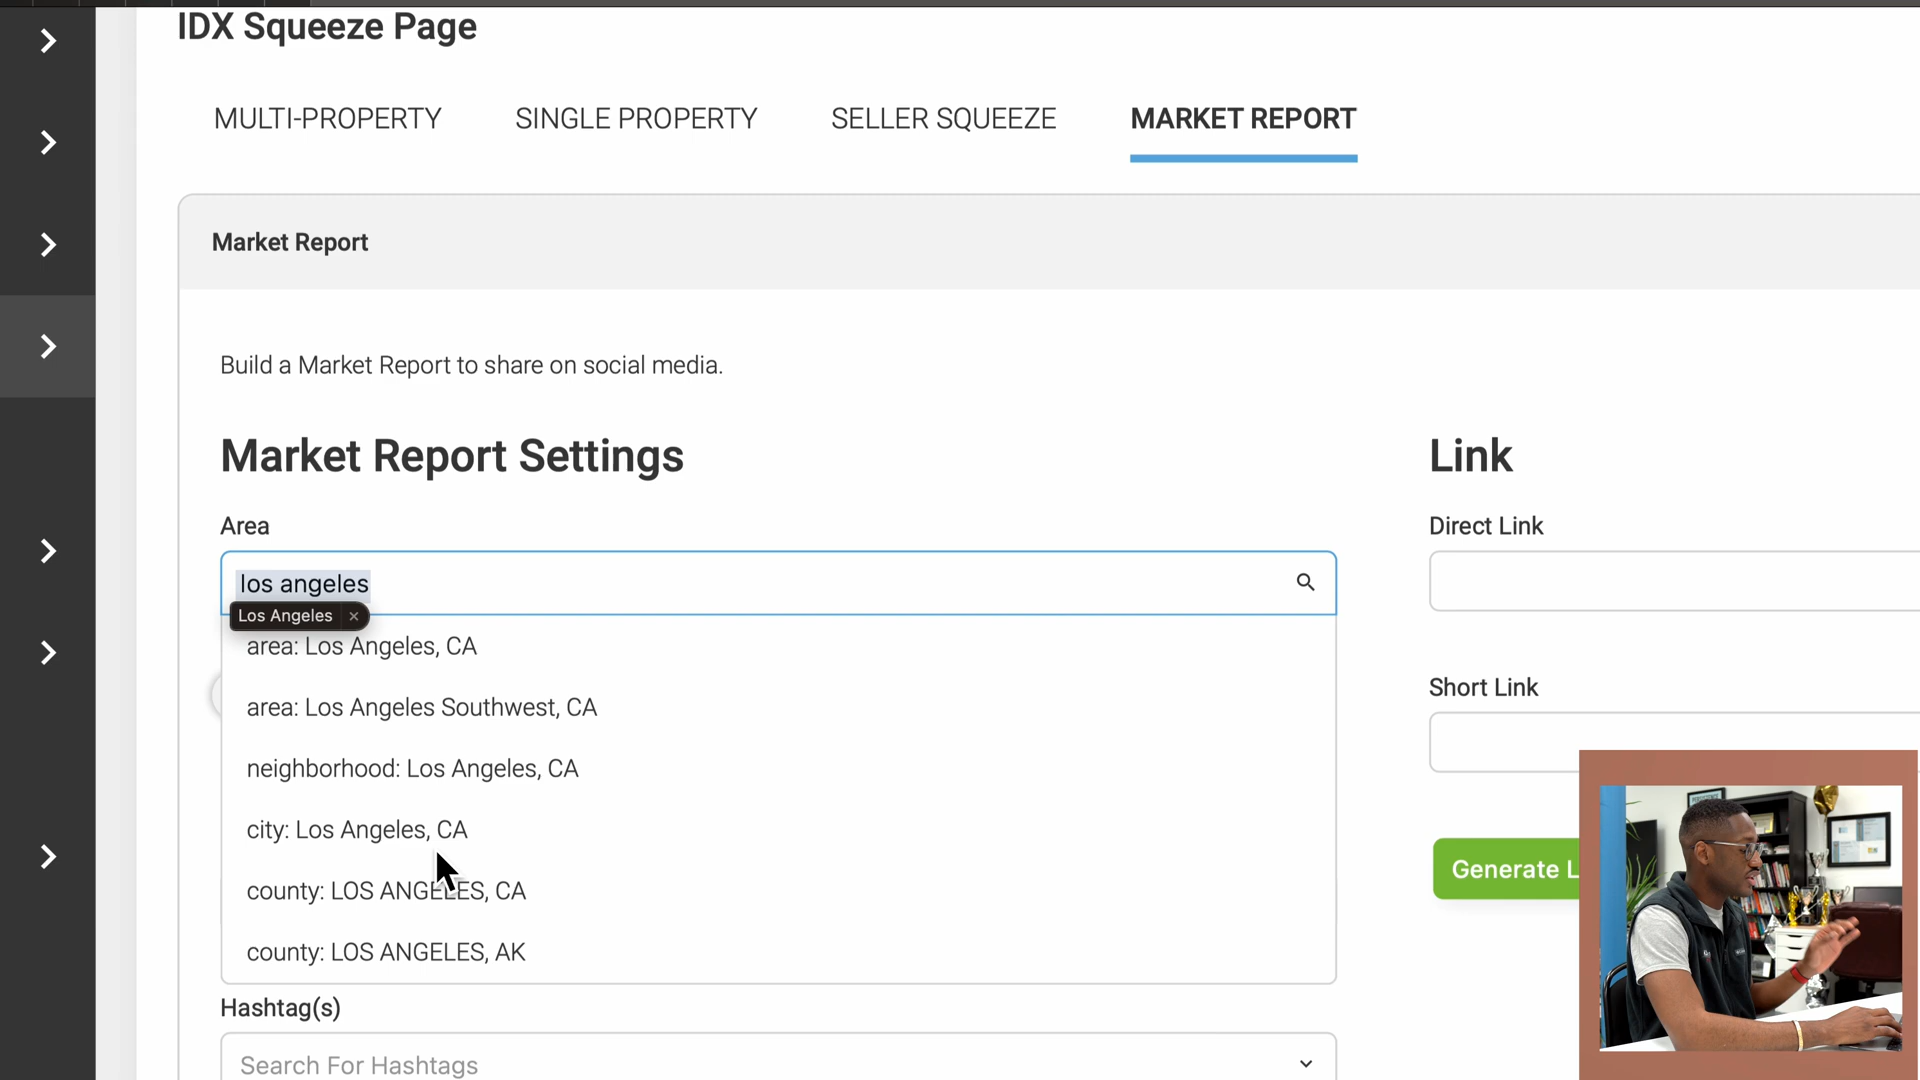 IDX Squeeze Page
MULTI-PROPERTY SINGLE PROPERTY SELLER SQUEEZE MARKET REPORT
Market Report
Build a Market Report to share on social media.
Market Report Settings
Area
los angeles
Los Angeles ×
area: Los Angeles, CA
area: Los Angeles Southwest, CA
neighborhood: Los Angeles, CA
city: Los Angeles, CA
county: LOS ANGELES, CA
county: LOS ANGELES, AK
Hashtag(s)
Search For Hashtags
Link
Direct Link
Short Link
Generate L